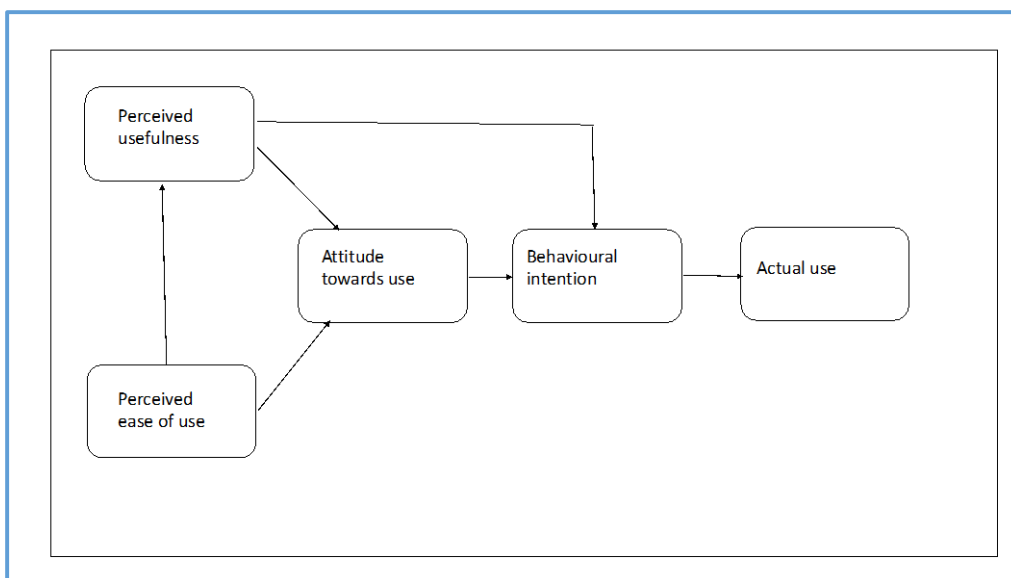 Perceived
usefulness
Attitude
towards use
Behavioural
intention
Actual use
Perceived
ease of use